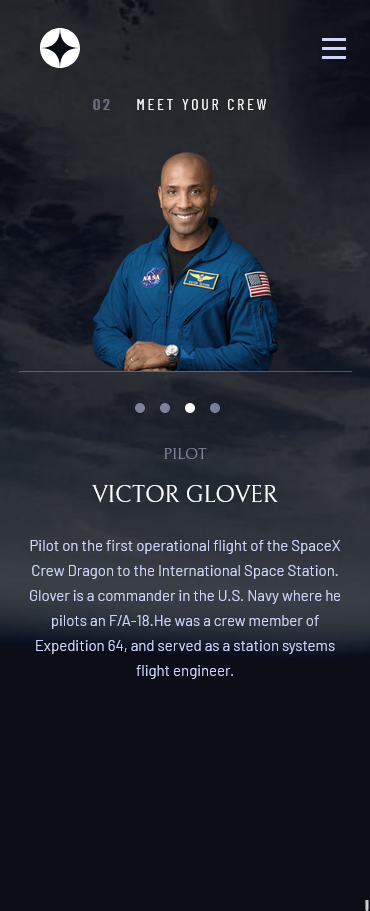 02 MEET YOUR CREW
NASA
PILOT
VICTOR GLOVER
Pilot on the first operational flight of the SpaceX
Crew Dragon to the International Space Station.
Glover is a commander in the U.S. Navy where he
pilots an F/A-18.He was a crew member of
Expedition 64, and served as a station systems
flight engineer.